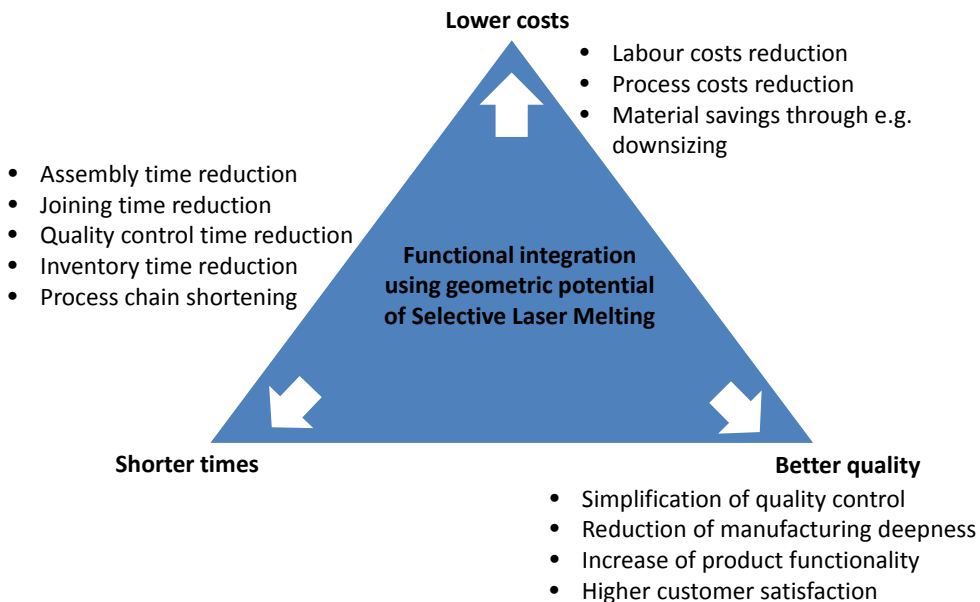 Lower costs
• Labour costs reduction
• Process costs reduction
• Material savings through e.g.
downsizing
• Assembly time reduction
• Joining time reduction
• Quality control time reduction
• Inventory time reduction
• Process chain shortening
Functional integration
using geometric potential
of Selective Laser Melting
Shorter times
Better quality
• Simplification of quality control
• Reduction of manufacturing deepness
• Increase of product functionality
• Higher customer satisfaction